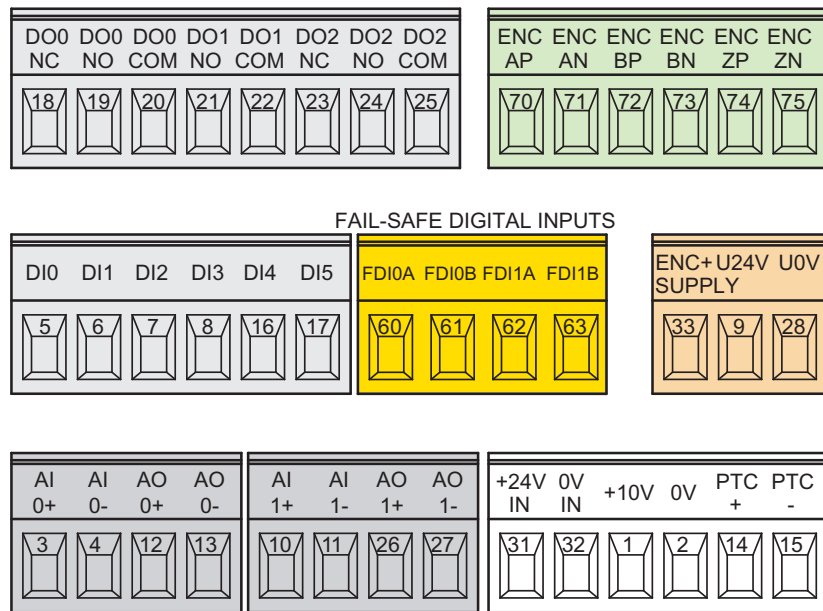 DO0 DO0 DO0 DO1 DO1 DO2 DO2 DO2
NC NO COM NO COM NC NO COM
18 19 20 21 22 23 24 25
ENC ENC ENC ENC ENC ENC
AP AN BP BN ZP ZN
70 71 72 73 74 75
FAIL-SAFE DIGITAL INPUTS
DI0 DI1 DI2 DI3 DI4 DI5
5 6 7 8 16 17
FDI0A FDI0B FDI1A FDI1B
60 61 62 63
ENC+ U24V U0V
SUPPLY
33 9 28
AI AI AO AO
0+ 0- 0+ 0-
3 4 12 13
AI AI AO AO
1+ 1- 1+ 1-
10 11 26 27
+24V 0V +10V 0V PTC PTC
IN IN + -
31 32 1 2 14 15